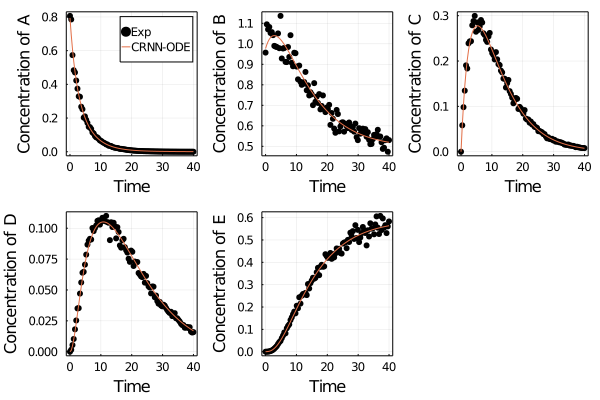 Concentration of A
0.8
0.6
0.4
0.2
0.0
0 10 20 30 40
Time
Exp
CRNN-ODE
Concentration of B
1.1
1.0
0.9
0.8
0.7
0.6
0.5
0 10 20 30 40
Time
Concentration of C
0.3
0.2
0.1
0.0
0 10 20 30 40
Time
Concentration of D
0.100
0.075
0.050
0.025
0.000
0 10 20 30 40
Time
Concentration of E
0.6
0.5
0.4
0.3
0.2
0.1
0.0
0 10 20 30 40
Time